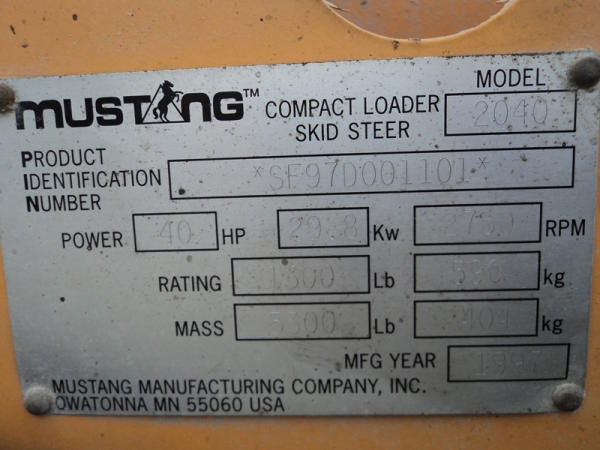 MUSTANG™ COMPACT LOADER SKID STEER MODEL 2040
PRODUCT IDENTIFICATION NUMBER *SF97D001101*
POWER 40 HP 29.8 Kw RPM
RATING Lb kg
MASS Lb kg
MFG YEAR 1997
MUSTANG MANUFACTURING COMPANY, INC.
OWATONNA MN 55060 USA